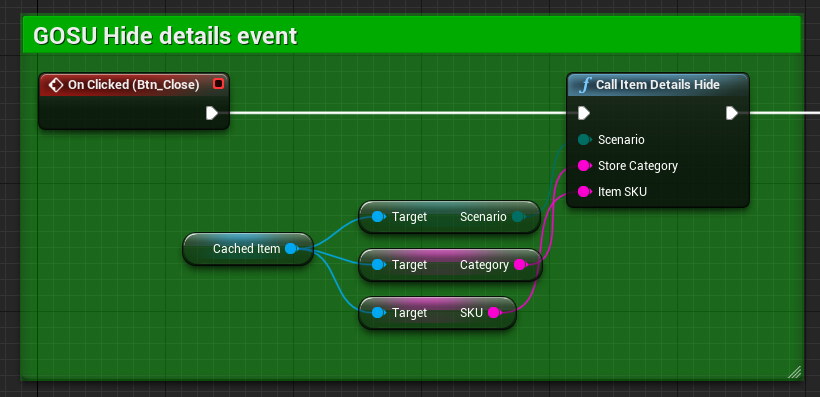 GOSU Hide details event
On Clicked (Btn_Close)
Call Item Details Hide
Scenario
Store Category
Item SKU
Target Scenario
Cached Item
Target Category
Target SKU